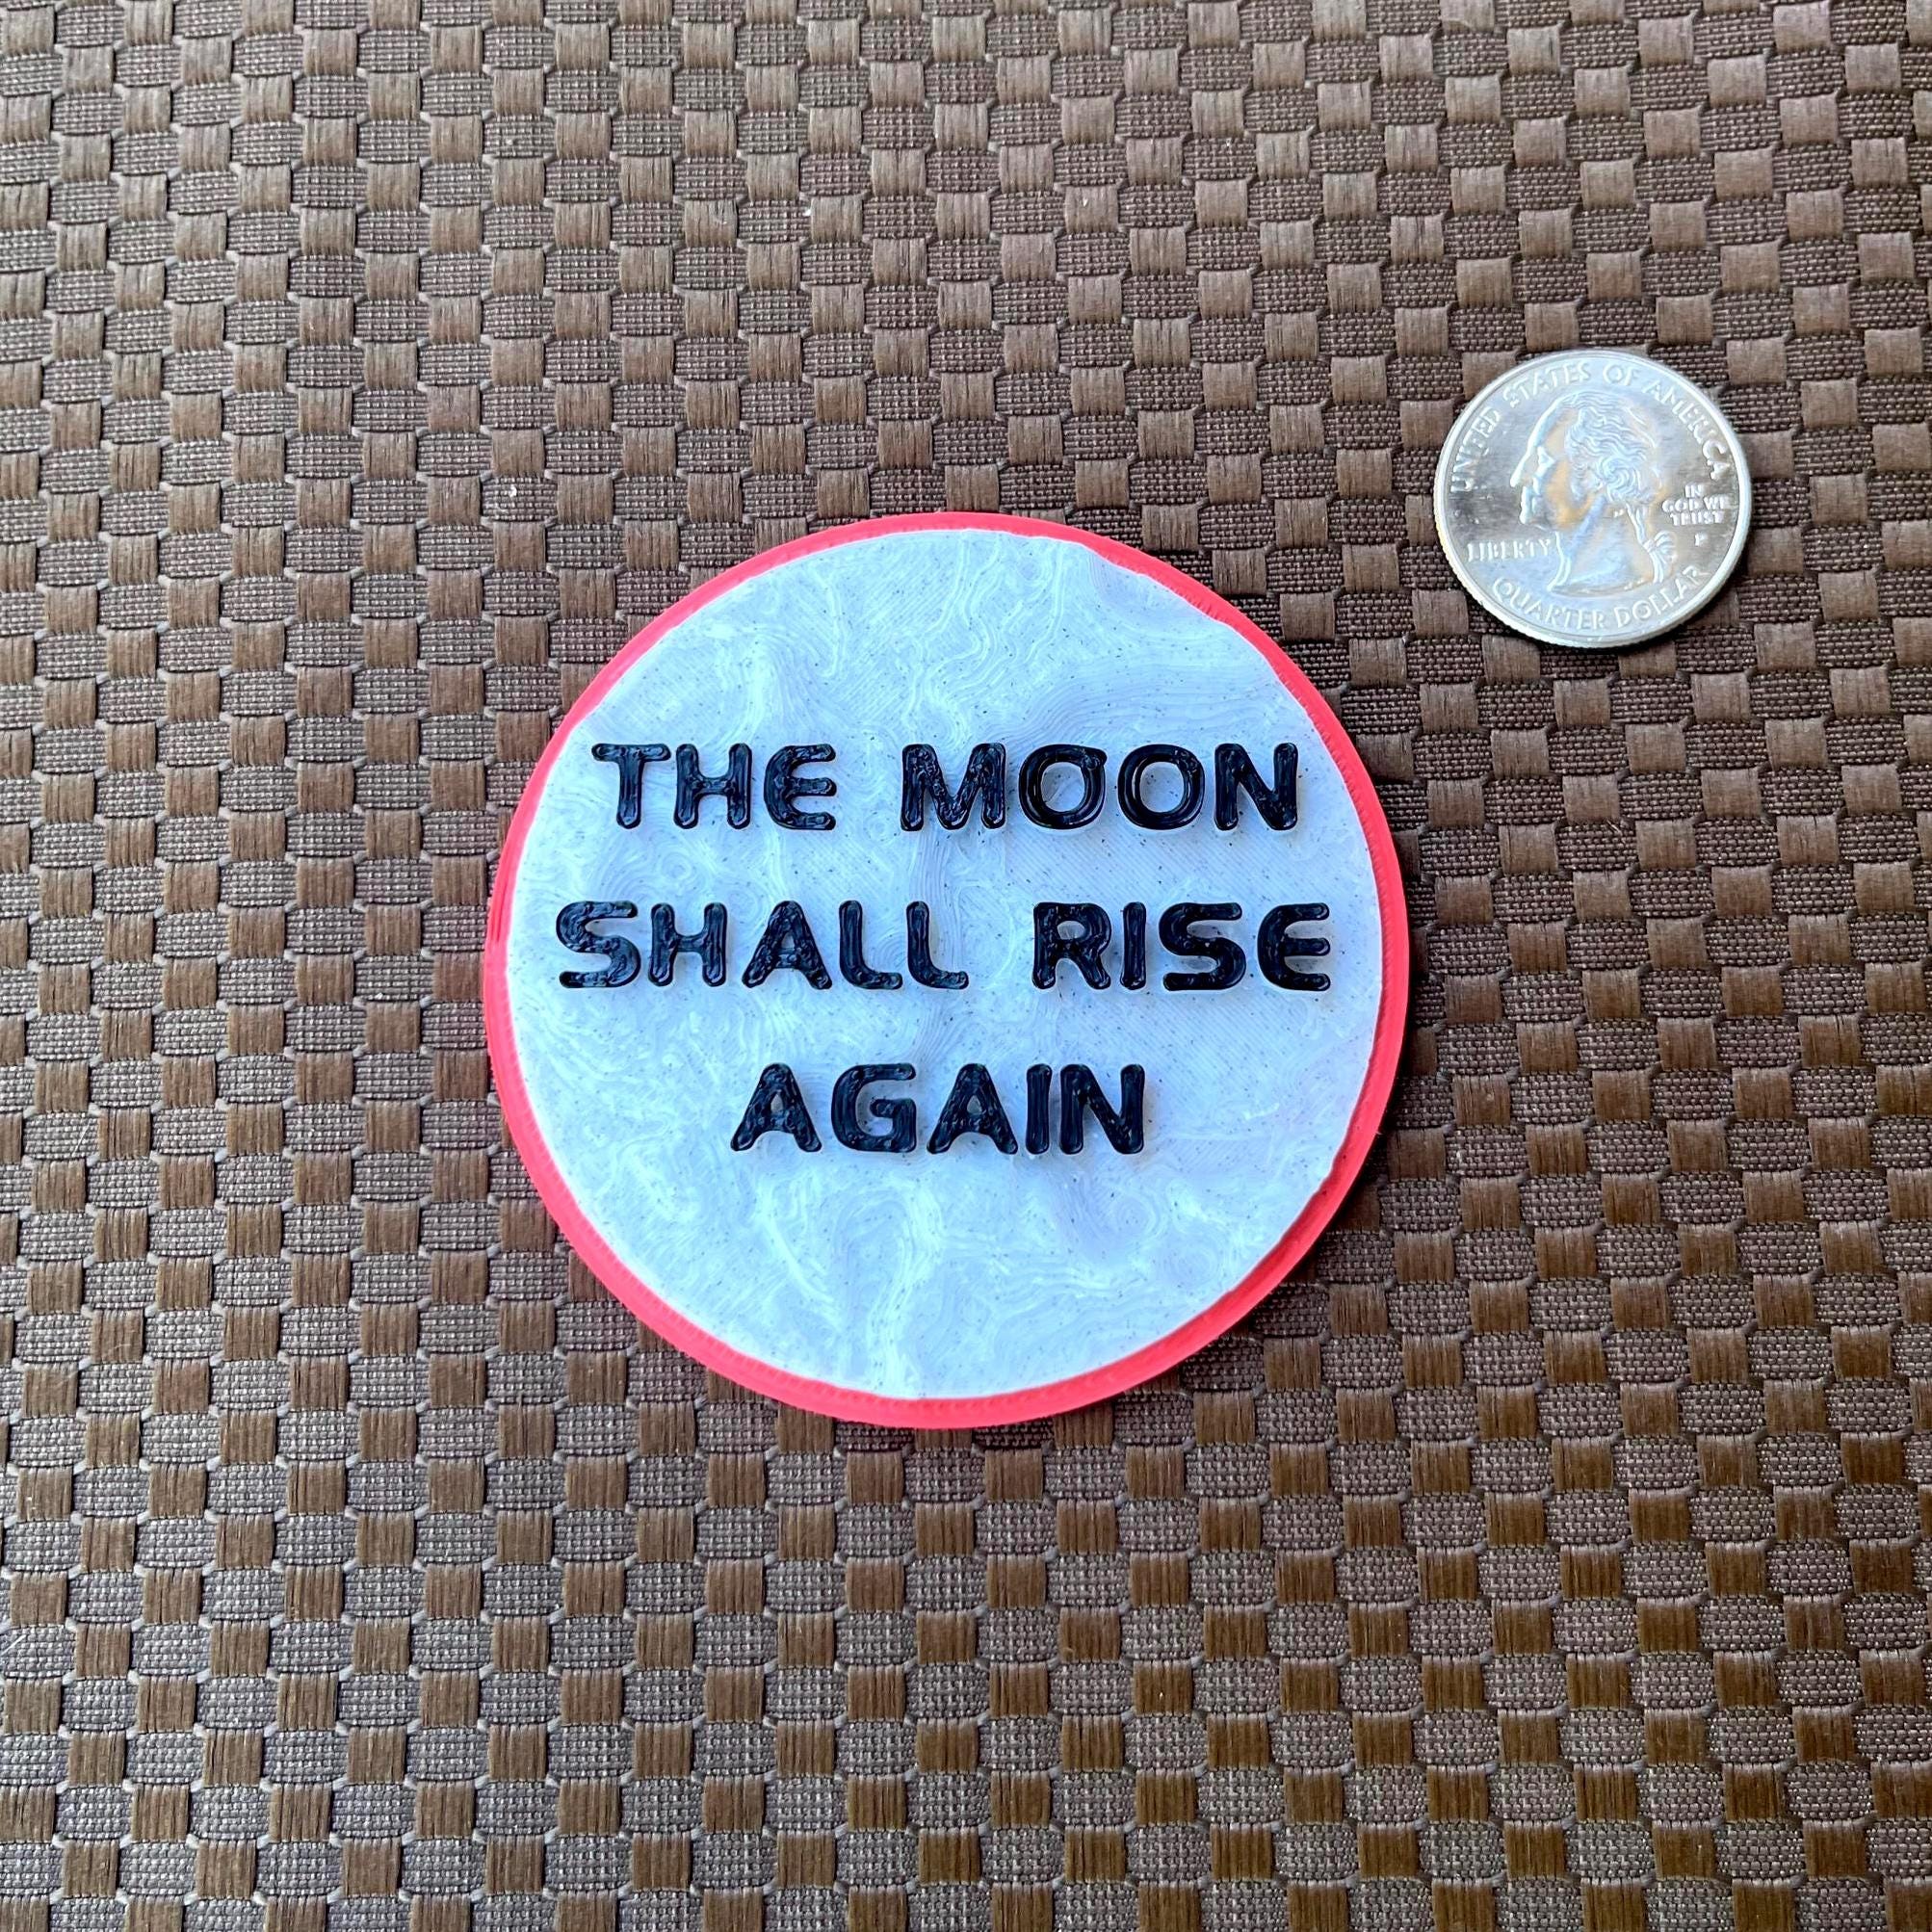 THE MOON
SHALL RISE
AGAIN
UNITED STATES OF AMERICA
IN
GOD WE
TRUST
P
LIBERTY
QUARTER DOLLAR